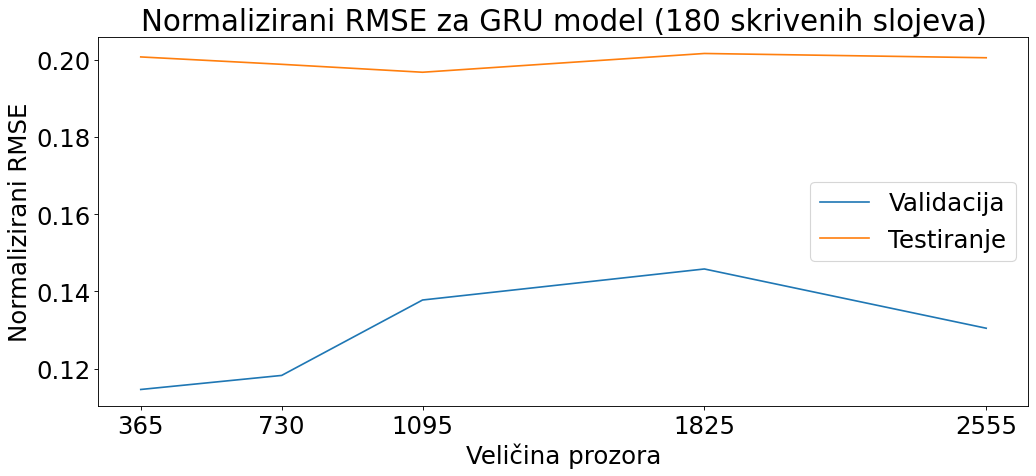 Normalizirani RMSE za GRU model (180 skrivenih slojeva)
Normalizirani RMSE
0.20
0.18
0.16
0.14
0.12
Validacija
Testiranje
365 730 1095 1825 2555
Veličina prozora